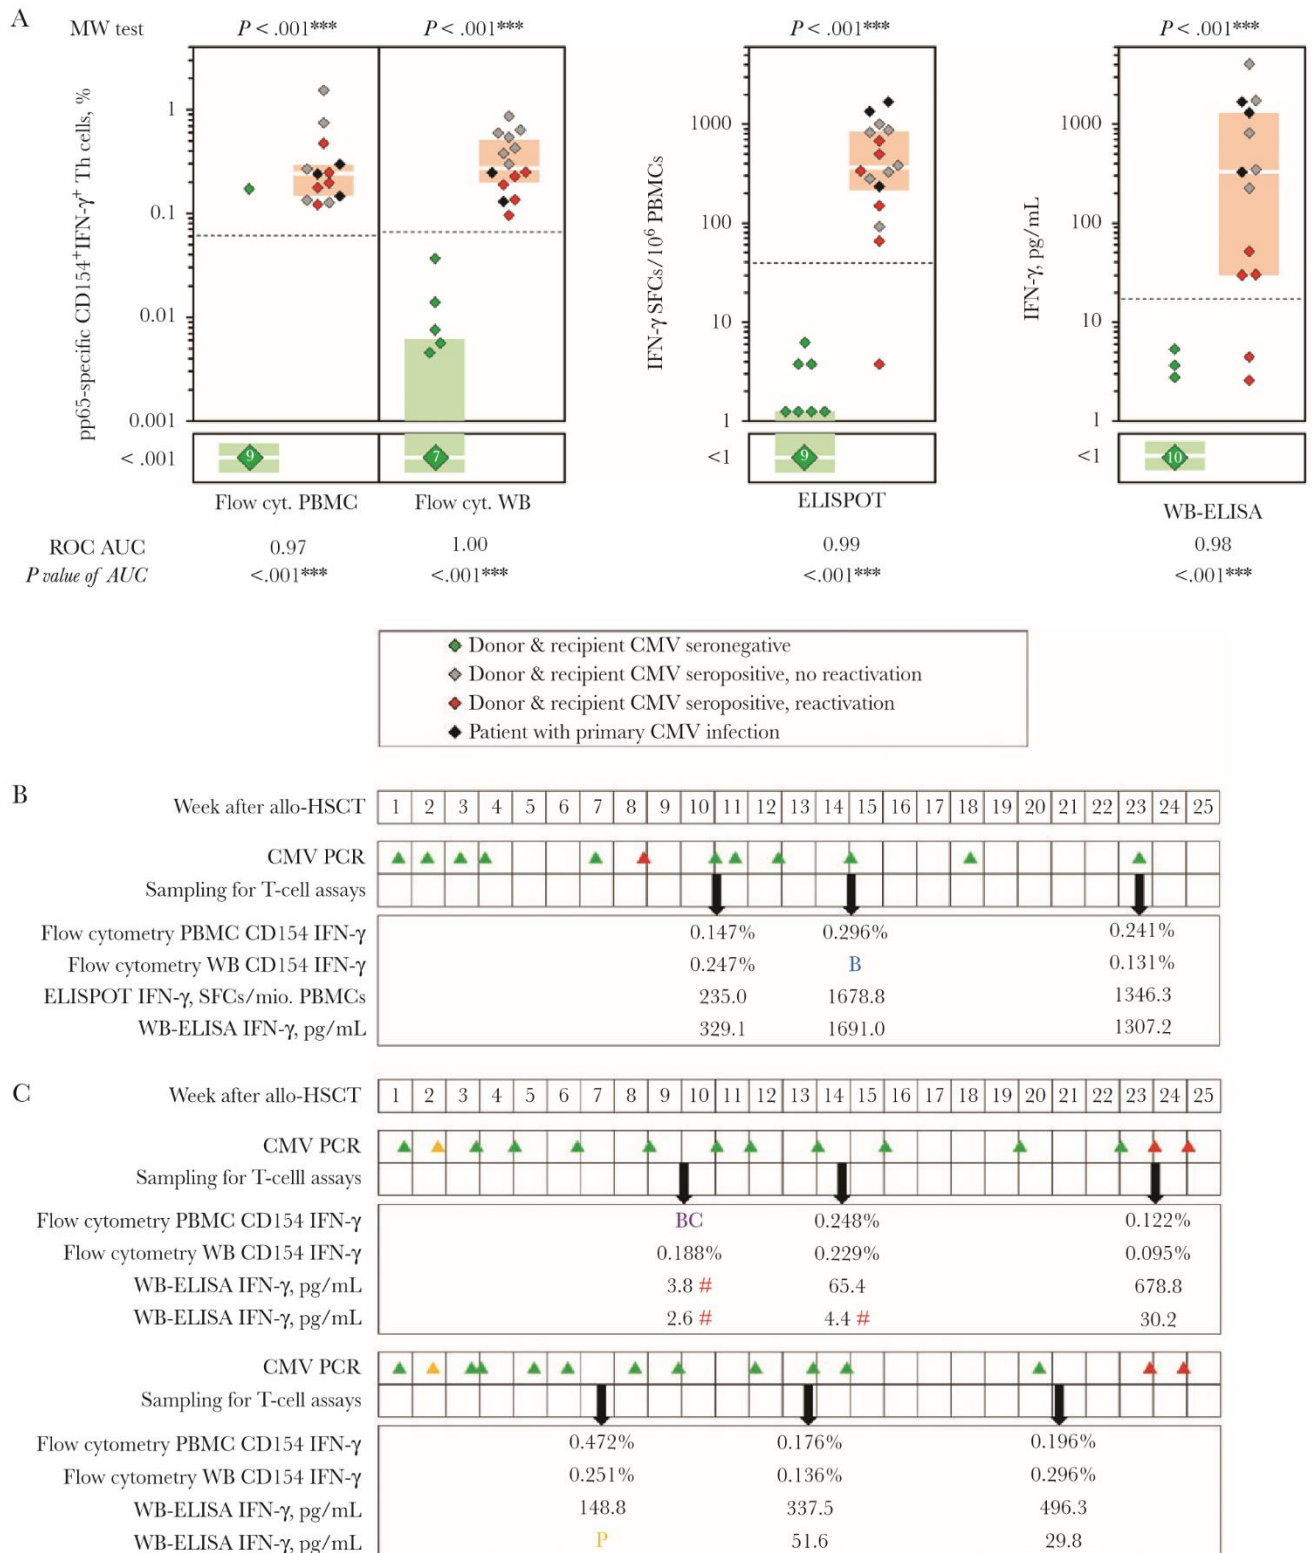 A
MW test P < .001*** P < .001*** P < .001*** P < .001***
pp65-specific CD154+IFN-γ+ Th cells, %
1
0.1
0.01
0.001
< .001
9
7
Flow cyt. PBMC Flow cyt. WB
IFN-γ SFCs/10⁶ PBMCs
1000
100
10
1
<1
9
ELISPOT
IFN-γ, pg/mL
1000
100
10
1
<1
10
WB-ELISA
ROC AUC 0.97 1.00 0.99 0.98
P value of AUC <.001*** <.001*** <.001*** <.001***
Donor & recipient CMV seronegative
Donor & recipient CMV seropositive, no reactivation
Donor & recipient CMV seropositive, reactivation
Patient with primary CMV infection
B
Week after allo-HSCT 1 2 3 4 5 6 7 8 9 10 11 12 13 14 15 16 17 18 19 20 21 22 23 24 25
CMV PCR
Sampling for T-cell assays
Flow cytometry PBMC CD154 IFN-γ 0.147% 0.296% 0.241%
Flow cytometry WB CD154 IFN-γ 0.247% B 0.131%
ELISPOT IFN-γ, SFCs/mio. PBMCs 235.0 1678.8 1346.3
WB-ELISA IFN-γ, pg/mL 329.1 1691.0 1307.2
C
Week after allo-HSCT 1 2 3 4 5 6 7 8 9 10 11 12 13 14 15 16 17 18 19 20 21 22 23 24 25
CMV PCR
Sampling for T-celll assays
Flow cytometry PBMC CD154 IFN-γ BC 0.248% 0.122%
Flow cytometry WB CD154 IFN-γ 0.188% 0.229% 0.095%
WB-ELISA IFN-γ, pg/mL 3.8 # 65.4 678.8
WB-ELISA IFN-γ, pg/mL 2.6 # 4.4 # 30.2
CMV PCR
Sampling for T-cell assays
Flow cytometry PBMC CD154 IFN-γ 0.472% 0.176% 0.196%
Flow cytometry WB CD154 IFN-γ 0.251% 0.136% 0.296%
WB-ELISA IFN-γ, pg/mL 148.8 337.5 496.3
WB-ELISA IFN-γ, pg/mL P 51.6 29.8